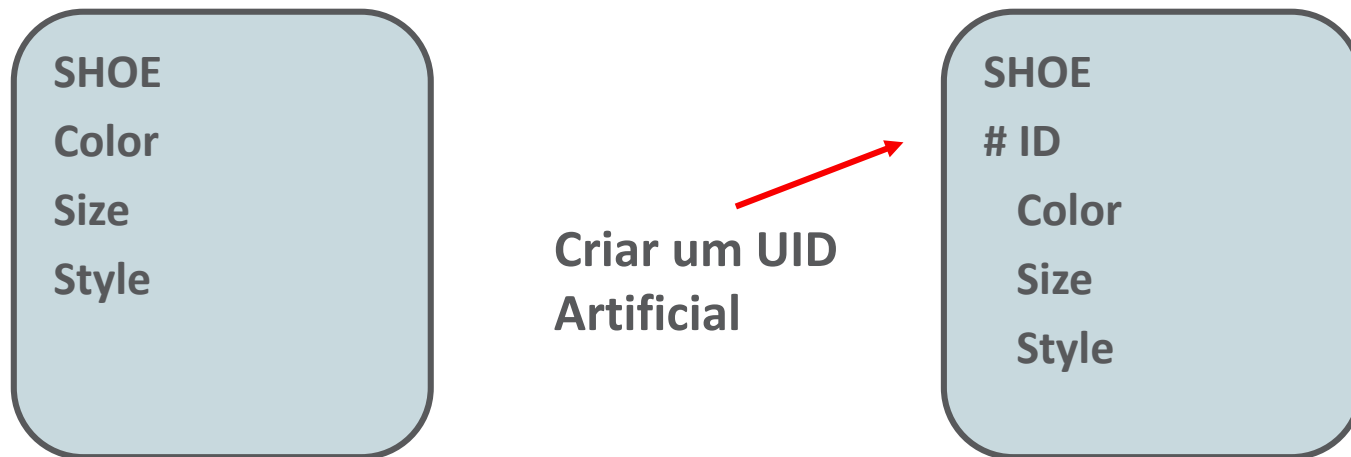 SHOE
Color
Size
Style
Criar um UID
Artificial
SHOE
# ID
Color
Size
Style